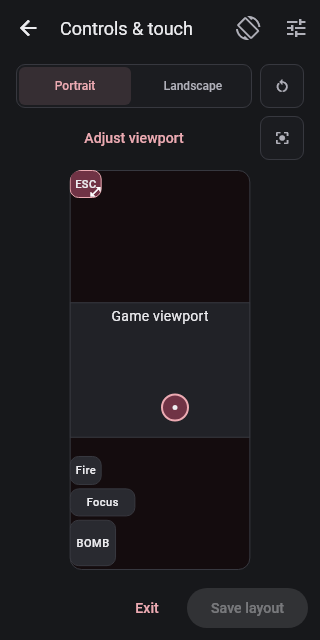 Controls & touch
Portrait
Landscape
Adjust viewport
ESC
Game viewport
Fire
Focus
BOMB
Exit
Save layout